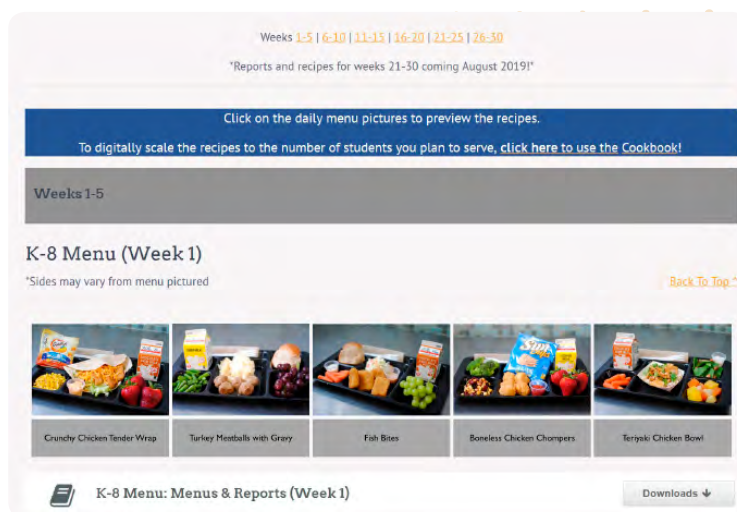 Weeks 1-5 | 6-10 | 11-15 | 16-20 | 21-25 | 26-30
*Reports and recipes for weeks 21-30 coming August 2019!*
Click on the daily menu pictures to preview the recipes.
To digitally scale the recipes to the number of students you plan to serve, click here to use the Cookbook!
Weeks 1-5
K-8 Menu (Week 1)
*Sides may vary from menu pictured
Back To Top ^
Crunchy Chicken Tender Wrap
Turkey Meatballs with Gravy
Fish Bites
Boneless Chicken Chompers
Teriyaki Chicken Bowl
K-8 Menu: Menus & Reports (Week 1)
Downloads